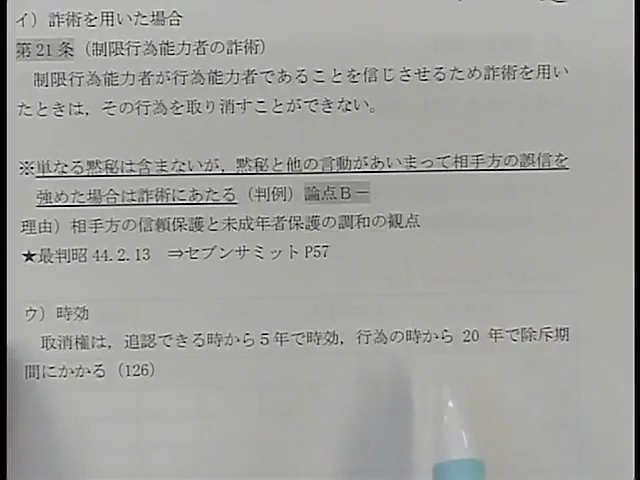 イ）詐術を用いた場合
第21条（制限行為能力者の詐術）
制限行為能力者が行為能力者であることを信じさせるため詐術を用い
たときは，その行為を取り消すことができない。
※単なる黙秘は含まないが，黙秘と他の言動があいまって相手方の誤信を
強めた場合は詐術にあたる（判例）論点Ｂ－
理由）相手方の信頼保護と未成年者保護の調和の観点
★最判昭44.2.13　⇒セブンサミットP57
ウ）時効
取消権は，追認できる時から５年で時効，行為の時から 20 年で除斥期
間にかかる（126）